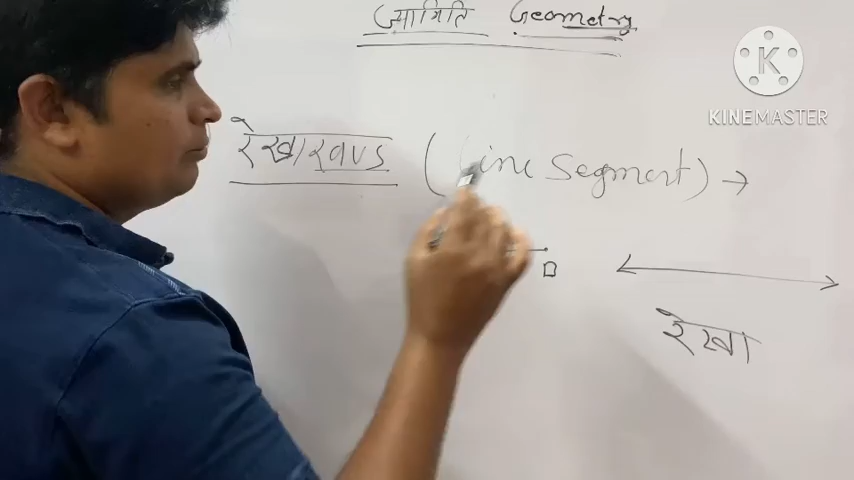 ज्यामिति Geometry
K
KINEMASTER
रेखाखण्ड (Line Segment) →
B
रेखा